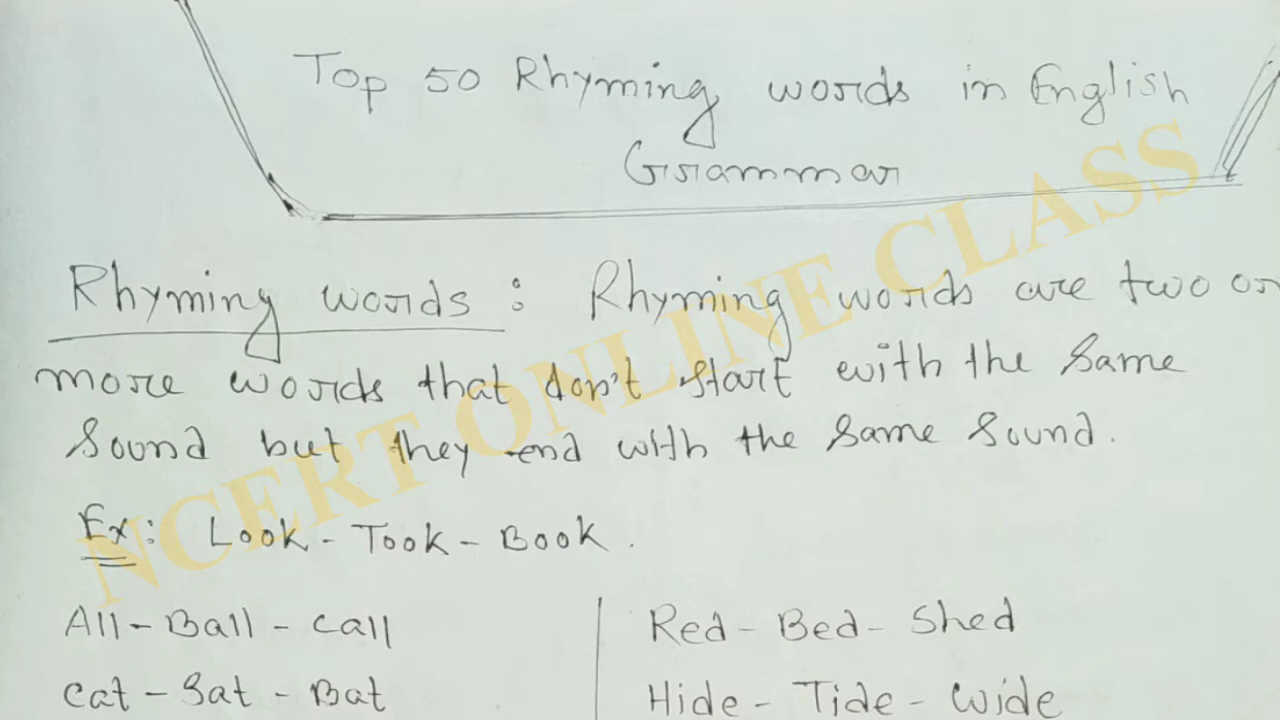 Top 50 Rhyming words in English
Grammar
Rhyming words : Rhyming words are two or
more words that don't start with the same
sound but they end with the same sound.
Ex: Look - Took - Book.
All - Ball - Call
Red - Bed - Shed
Cat - Sat - Bat
Hide - Tide - Wide
NCERT ONLINE CLASS